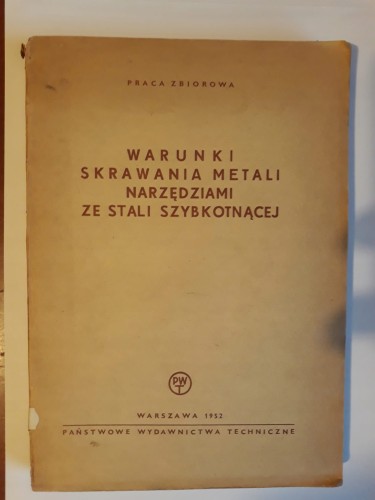 PRACA ZBIOROWA
WARUNKI
SKRAWANIA METALI
NARZĘDZIAMI
ZE STALI SZYBKOTNĄCEJ
PWT
WARSZAWA 1952
PAŃSTWOWE WYDAWNICTWA TECHNICZNE